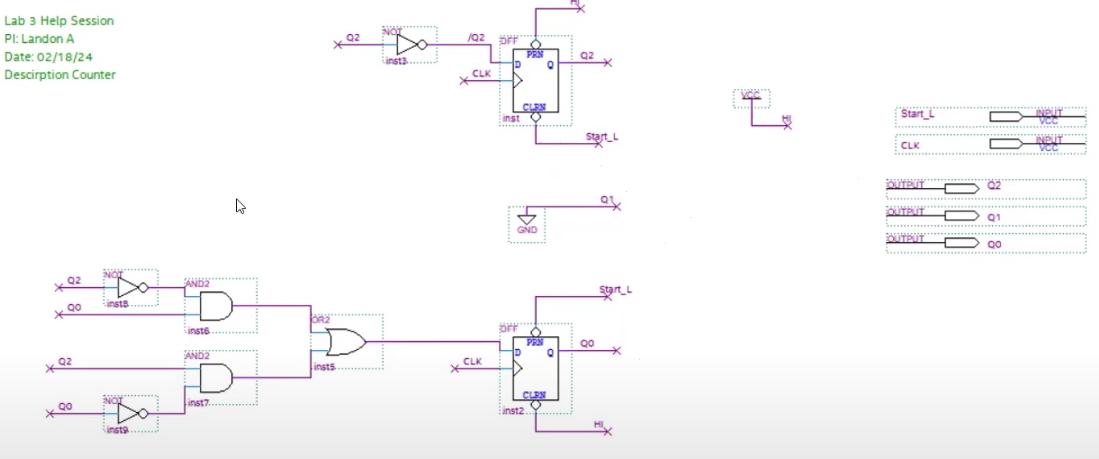 Lab 3 Help Session
PI: Landon A
Date: 02/18/24
Descirption Counter
HI
Q2
NOT
inst3
/Q2
CLK
DFF
PRN
D
Q
CLRN
inst
Q2
Start_L
VCC
HI
Start_L
INPUT
VCC
CLK
INPUT
VCC
OUTPUT
Q2
OUTPUT
Q1
OUTPUT
Q0
Q1
GND
Q2
NOT
inst8
Q0
AND2
inst6
Q2
AND2
inst7
Q0
NOT
inst9
OR2
inst5
Start_L
DFF
PRN
D
Q
CLRN
inst2
CLK
Q0
HI